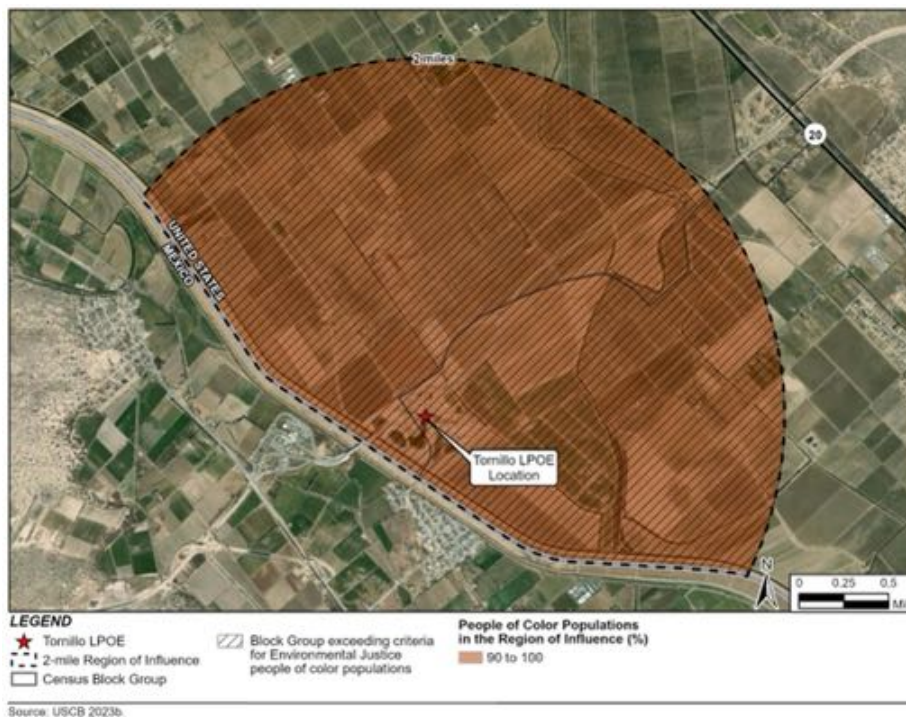 2 miles
20
UNITED STATES
MEXICO
Tornillo LPOE
Location
N
0 0.25 0.5
Mi
LEGEND
Tornillo LPOE
2-mile Region of Influence
Census Block Group
Block Group exceeding criteria
for Environmental Justice
people of color populations
People of Color Populations
in the Region of Influence (%)
90 to 100
Source: USCB 2023b.